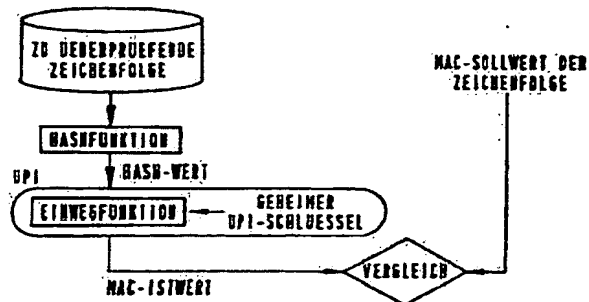 ZU UEBERPRUEFENDE
ZEICHENFOLGE
MAC-SOLLWERT DER
ZEICHENFOLGE
HASHFUNKTION
HASH-WERT
UPI
EINWEGFUNKTION
GEHEIMER
UPI-SCHLUESSEL
VERGLEICH
MAC-ISTWERT